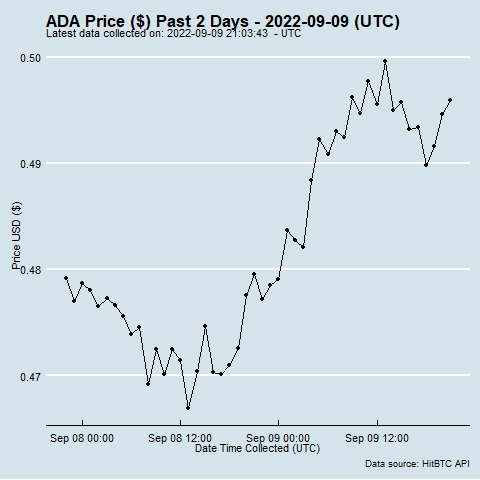 ADA Price ($) Past 2 Days - 2022-09-09 (UTC)
Latest data collected on: 2022-09-09 21:03:43 - UTC
0.50
0.49
0.48
0.47
Price USD ($)
Sep 08 00:00 Sep 08 12:00 Sep 09 00:00 Sep 09 12:00
Date Time Collected (UTC)
Data source: HitBTC API